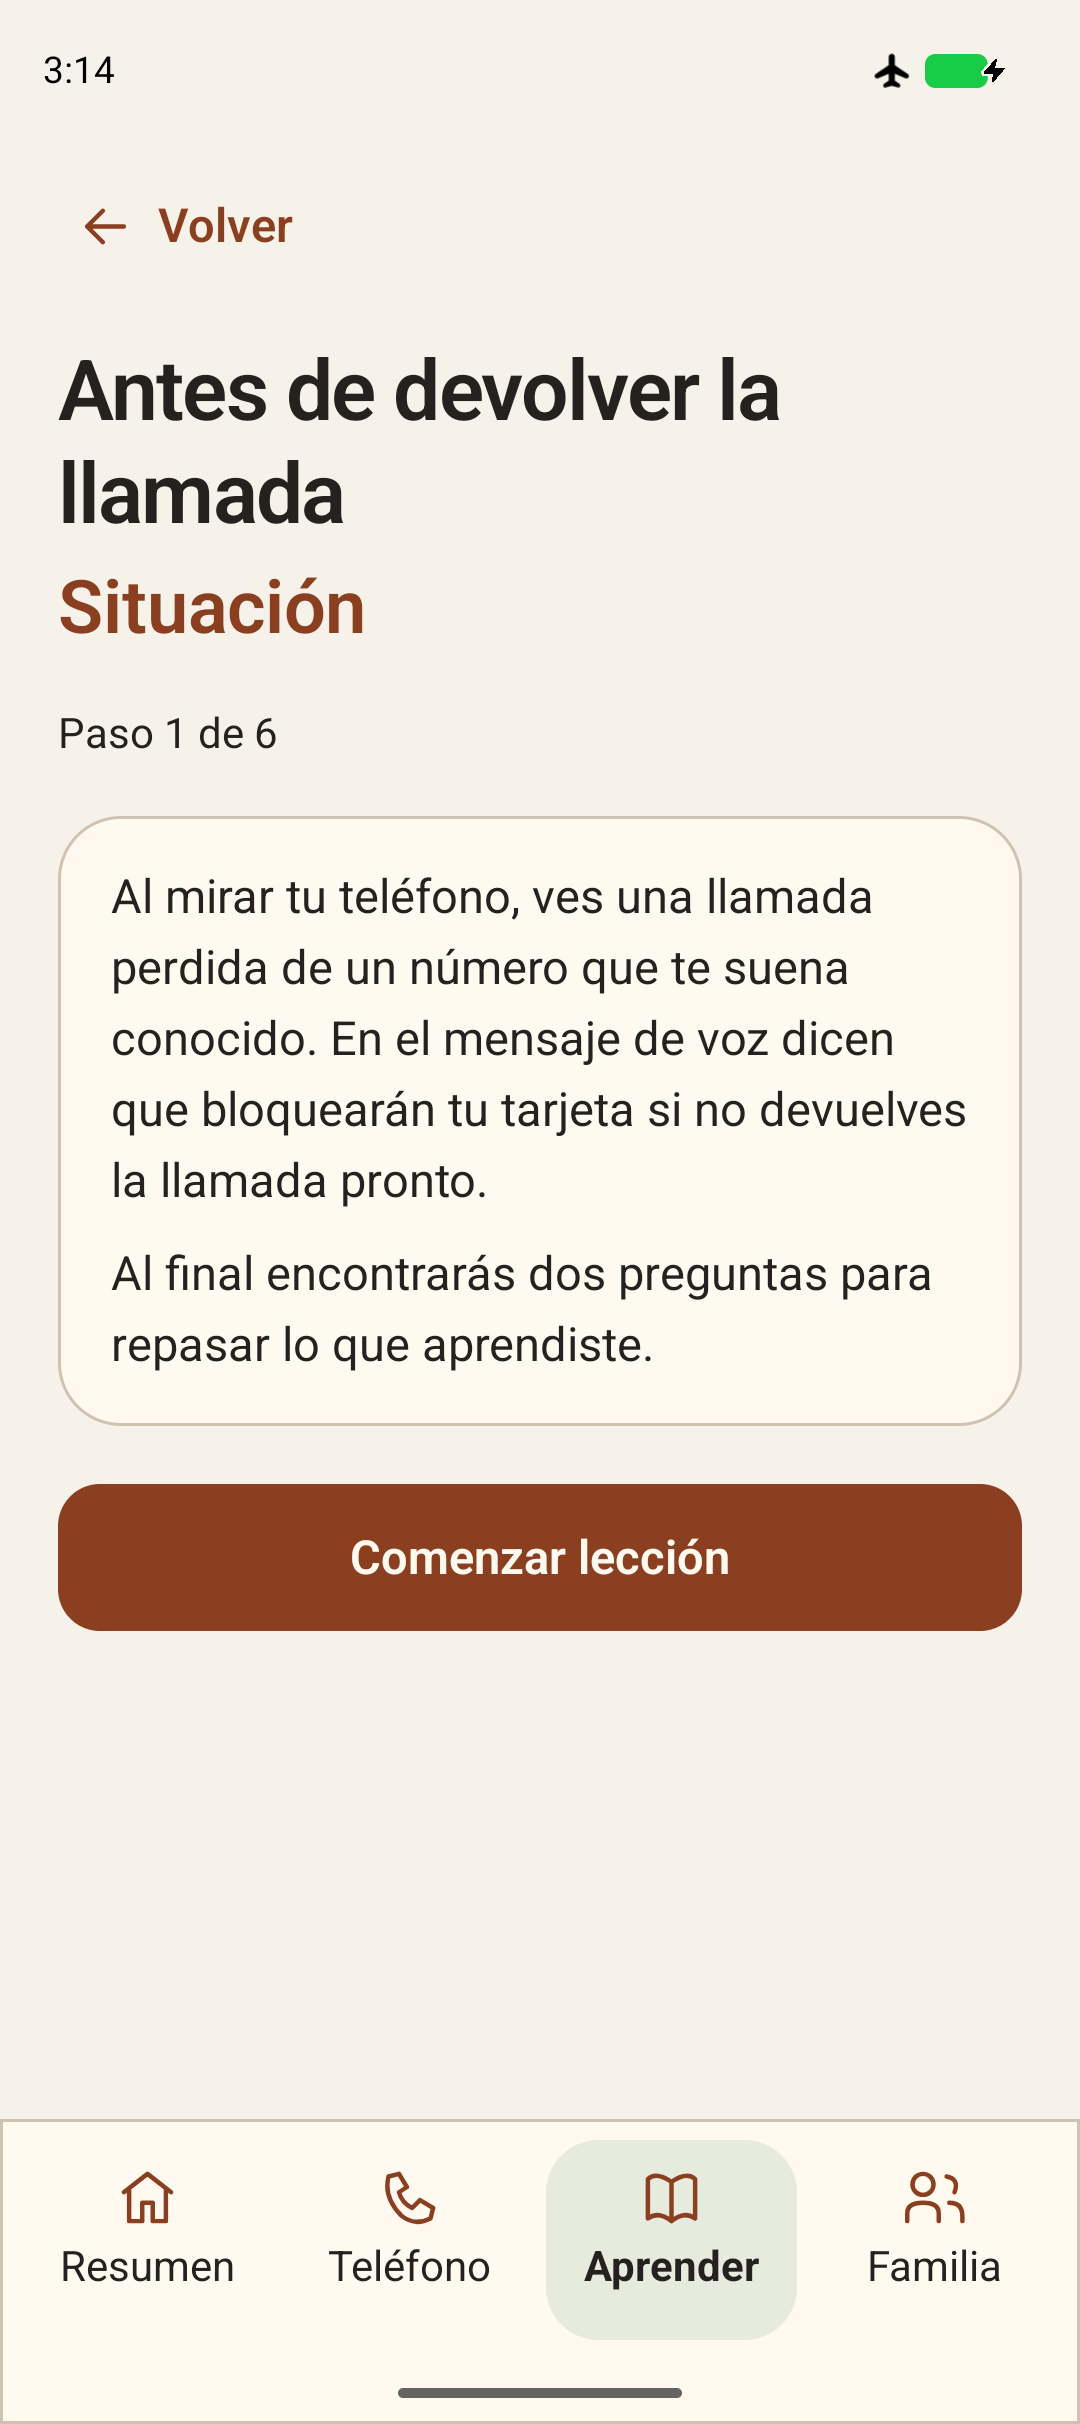 3:14
Volver
Antes de devolver la
llamada
Situación
Paso 1 de 6
Al mirar tu teléfono, ves una llamada
perdida de un número que te suena
conocido. En el mensaje de voz dicen
que bloquearán tu tarjeta si no devuelves
la llamada pronto.
Al final encontrarás dos preguntas para
repasar lo que aprendiste.
Comenzar lección
Resumen
Teléfono
Aprender
Familia